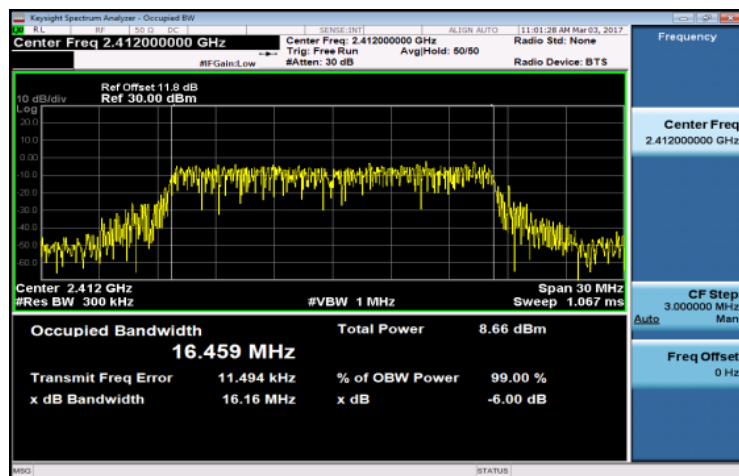 Keysight Spectrum Analyzer - Occupied BW
RL RF 50 Ω DC SENSE:INT ALIGN AUTO 11:01:28 AM Mar 03, 2017
Center Freq 2.412000000 GHz
Center Freq: 2.412000000 GHz
Radio Std: None
Trig: Free Run Avg|Hold: 50/50
#IFGain:Low
#Atten: 30 dB
Radio Device: BTS
Frequency
Ref Offset 11.8 dB
10 dB/div Ref 30.00 dBm
Log
20.0
10.0
0.00
-10.0
-20.0
-30.0
-40.0
-50.0
-60.0
Center Freq
2.412000000 GHz
Center 2.412 GHz
Span 30 MHz
#Res BW 300 kHz
#VBW 1 MHz
Sweep 1.067 ms
CF Step
3.000000 MHz
Auto Man
Occupied Bandwidth
Total Power 8.66 dBm
16.459 MHz
Transmit Freq Error 11.494 kHz
% of OBW Power 99.00 %
x dB Bandwidth 16.16 MHz
x dB -6.00 dB
Freq Offset
0 Hz
MSG
STATUS